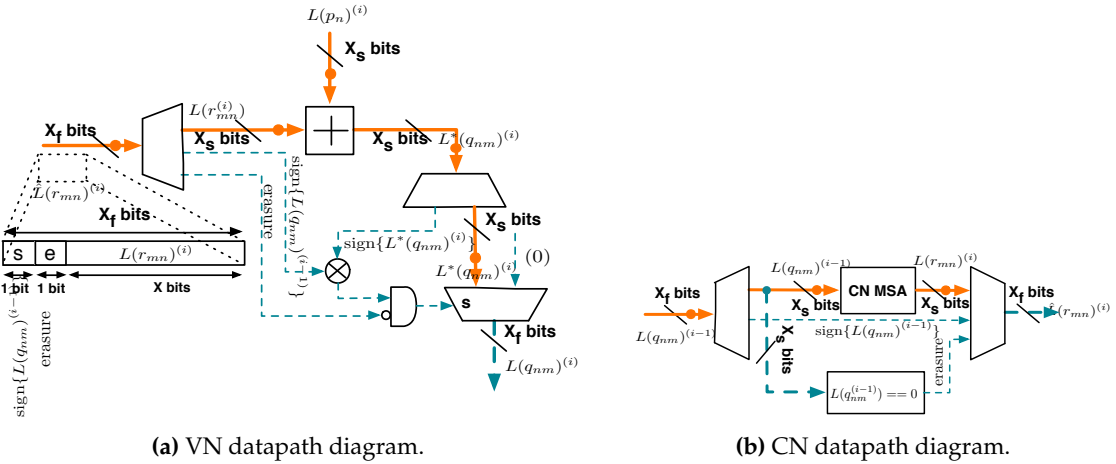 L(p_n)^{(i)}
X_s bits
X_f bits
L(r_{mn}^{(i)})
X_s bits
X_s bits
L^*(q_{nm})^{(i)}
L̂(r_{mn})^{(i)}
sign{L(q_{nm})^{(i-1)}}
erasure
X_f bits
s
e
L(r_{mn})^{(i)}
1 bit
1 bit
X bits
sign{L(q_{nm})^{(i-1)}
erasure
sign{L^*(q_{nm})^{(i)}}
X_s bits
(0)
L^*(q_{nm})^{(i)}
s
X_f bits
L(q_{nm})^{(i)}
(a) VN datapath diagram.
X_f bits
L(q_{nm})^{(i-1)}
L(q_{nm})^{(i-1)}
X_s bits
CN MSA
L(r_{mn})^{(i)}
X_s bits
X_f bits
L̂(r_{mn})^{(i)}
sign{L(q_{nm})^{(i-1)}}
X_s bits
erasure
L(q_{nm}^{(i-1)}) == 0
(b) CN datapath diagram.